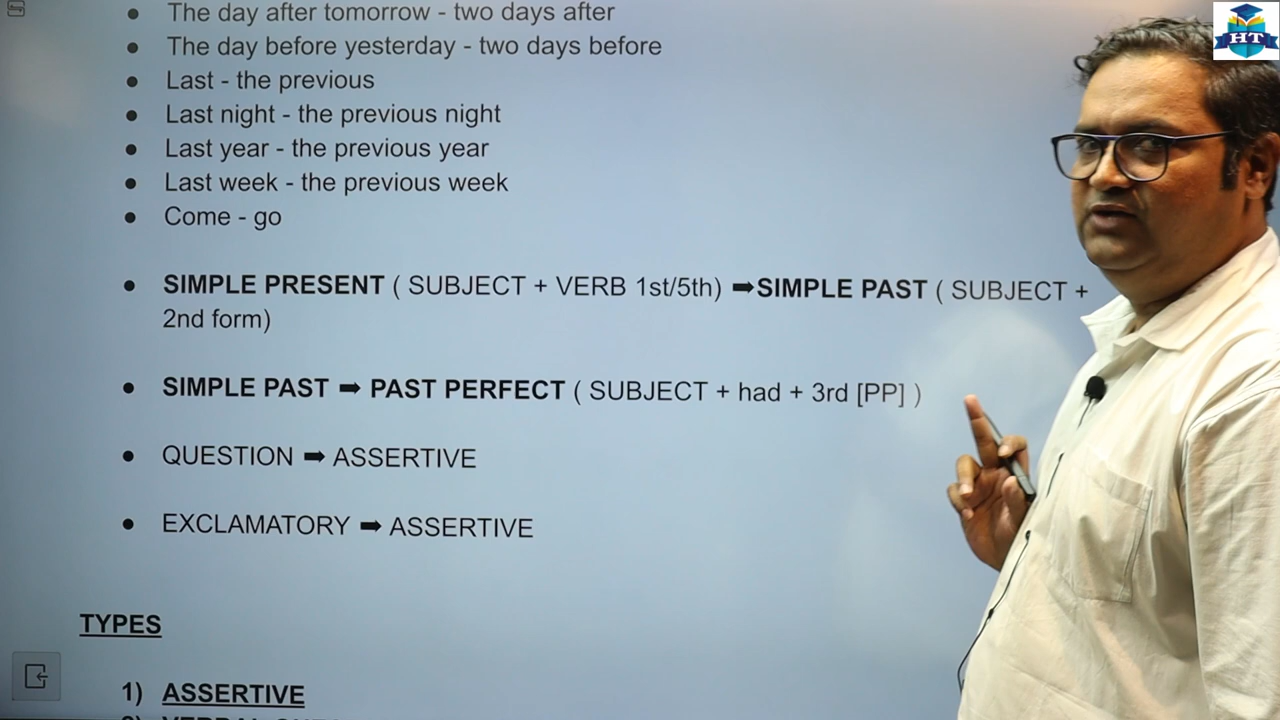 ● The day after tomorrow - two days after
● The day before yesterday - two days before
● Last - the previous
● Last night - the previous night
● Last year - the previous year
● Last week - the previous week
● Come - go
● SIMPLE PRESENT ( SUBJECT + VERB 1st/5th) ➡SIMPLE PAST ( SUBJECT +
2nd form)
● SIMPLE PAST ➡ PAST PERFECT ( SUBJECT + had + 3rd [PP] )
● QUESTION ➡ ASSERTIVE
● EXCLAMATORY ➡ ASSERTIVE
TYPES
1) ASSERTIVE
HT